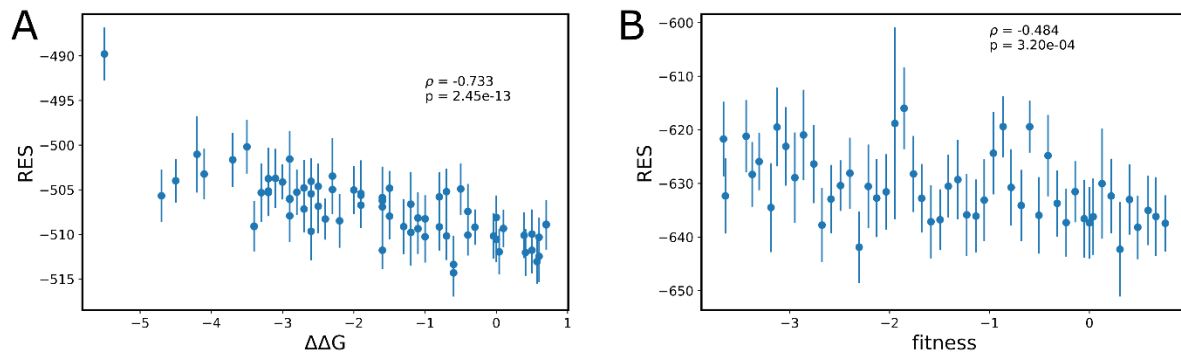 A
ρ = -0.733
p = 2.45e-13
RES
−490
−495
−500
−505
−510
−515
−5
−4
−3
−2
−1
0
1
ΔΔG
B
ρ = -0.484
p = 3.20e-04
RES
−600
−610
−620
−630
−640
−650
−3
−2
−1
0
fitness